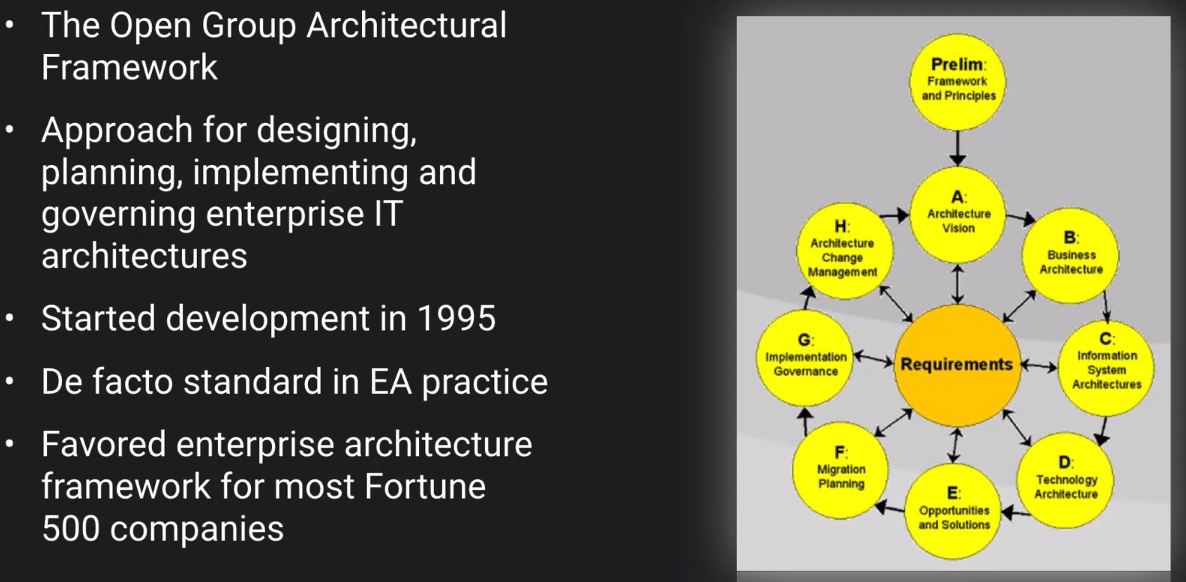 • The Open Group Architectural
Framework
• Approach for designing,
planning, implementing and
governing enterprise IT
architectures
• Started development in 1995
• De facto standard in EA practice
• Favored enterprise architecture
framework for most Fortune
500 companies
Prelim:
Framework
and Principles
A:
Architecture
Vision
B:
Business
Architecture
C:
Information
System
Architectures
D:
Technology
Architecture
E:
Opportunities
and Solutions
F:
Migration
Planning
G:
Implementation
Governance
H:
Architecture
Change
Management
Requirements